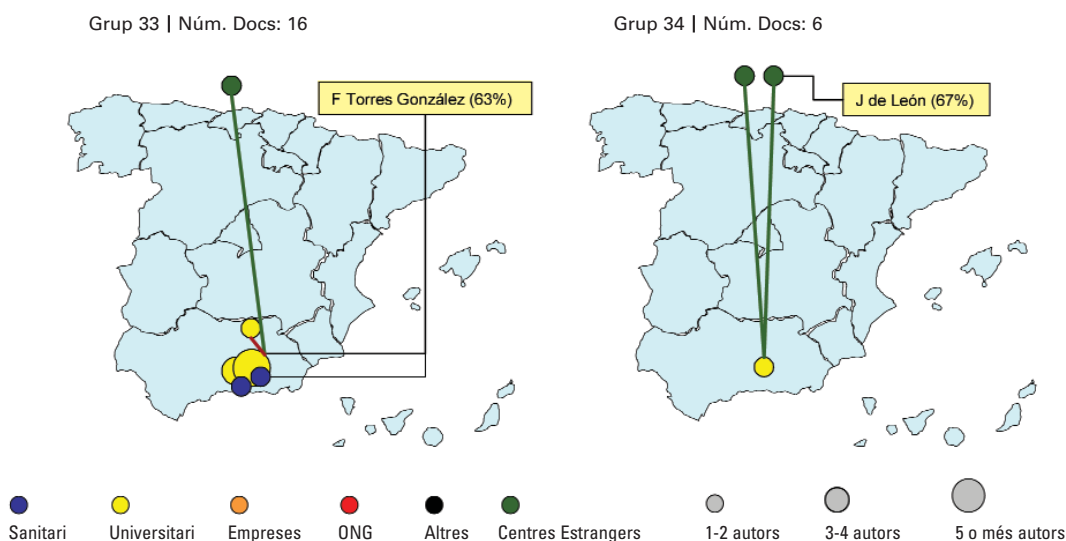 Grup 33 | Núm. Docs: 16
Grup 34 | Núm. Docs: 6
F Torres González (63%)
J de León (67%)
Sanitari
Universitari
Empreses
ONG
Altres
Centres Estrangers
1-2 autors
3-4 autors
5 o més autors